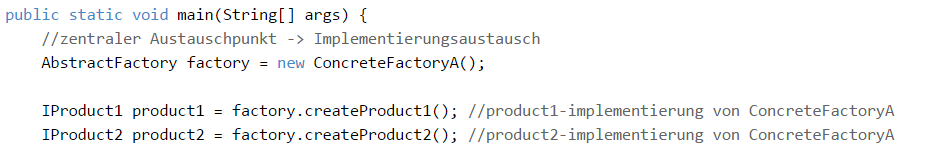 public static void main(String[] args) {
//zentraler Austauschpunkt -> Implementierungsaustausch
AbstractFactory factory = new ConcreteFactoryA();
IProduct1 product1 = factory.createProduct1(); //product1-implementierung von ConcreteFactoryA
IProduct2 product2 = factory.createProduct2(); //product2-implementierung von ConcreteFactoryA